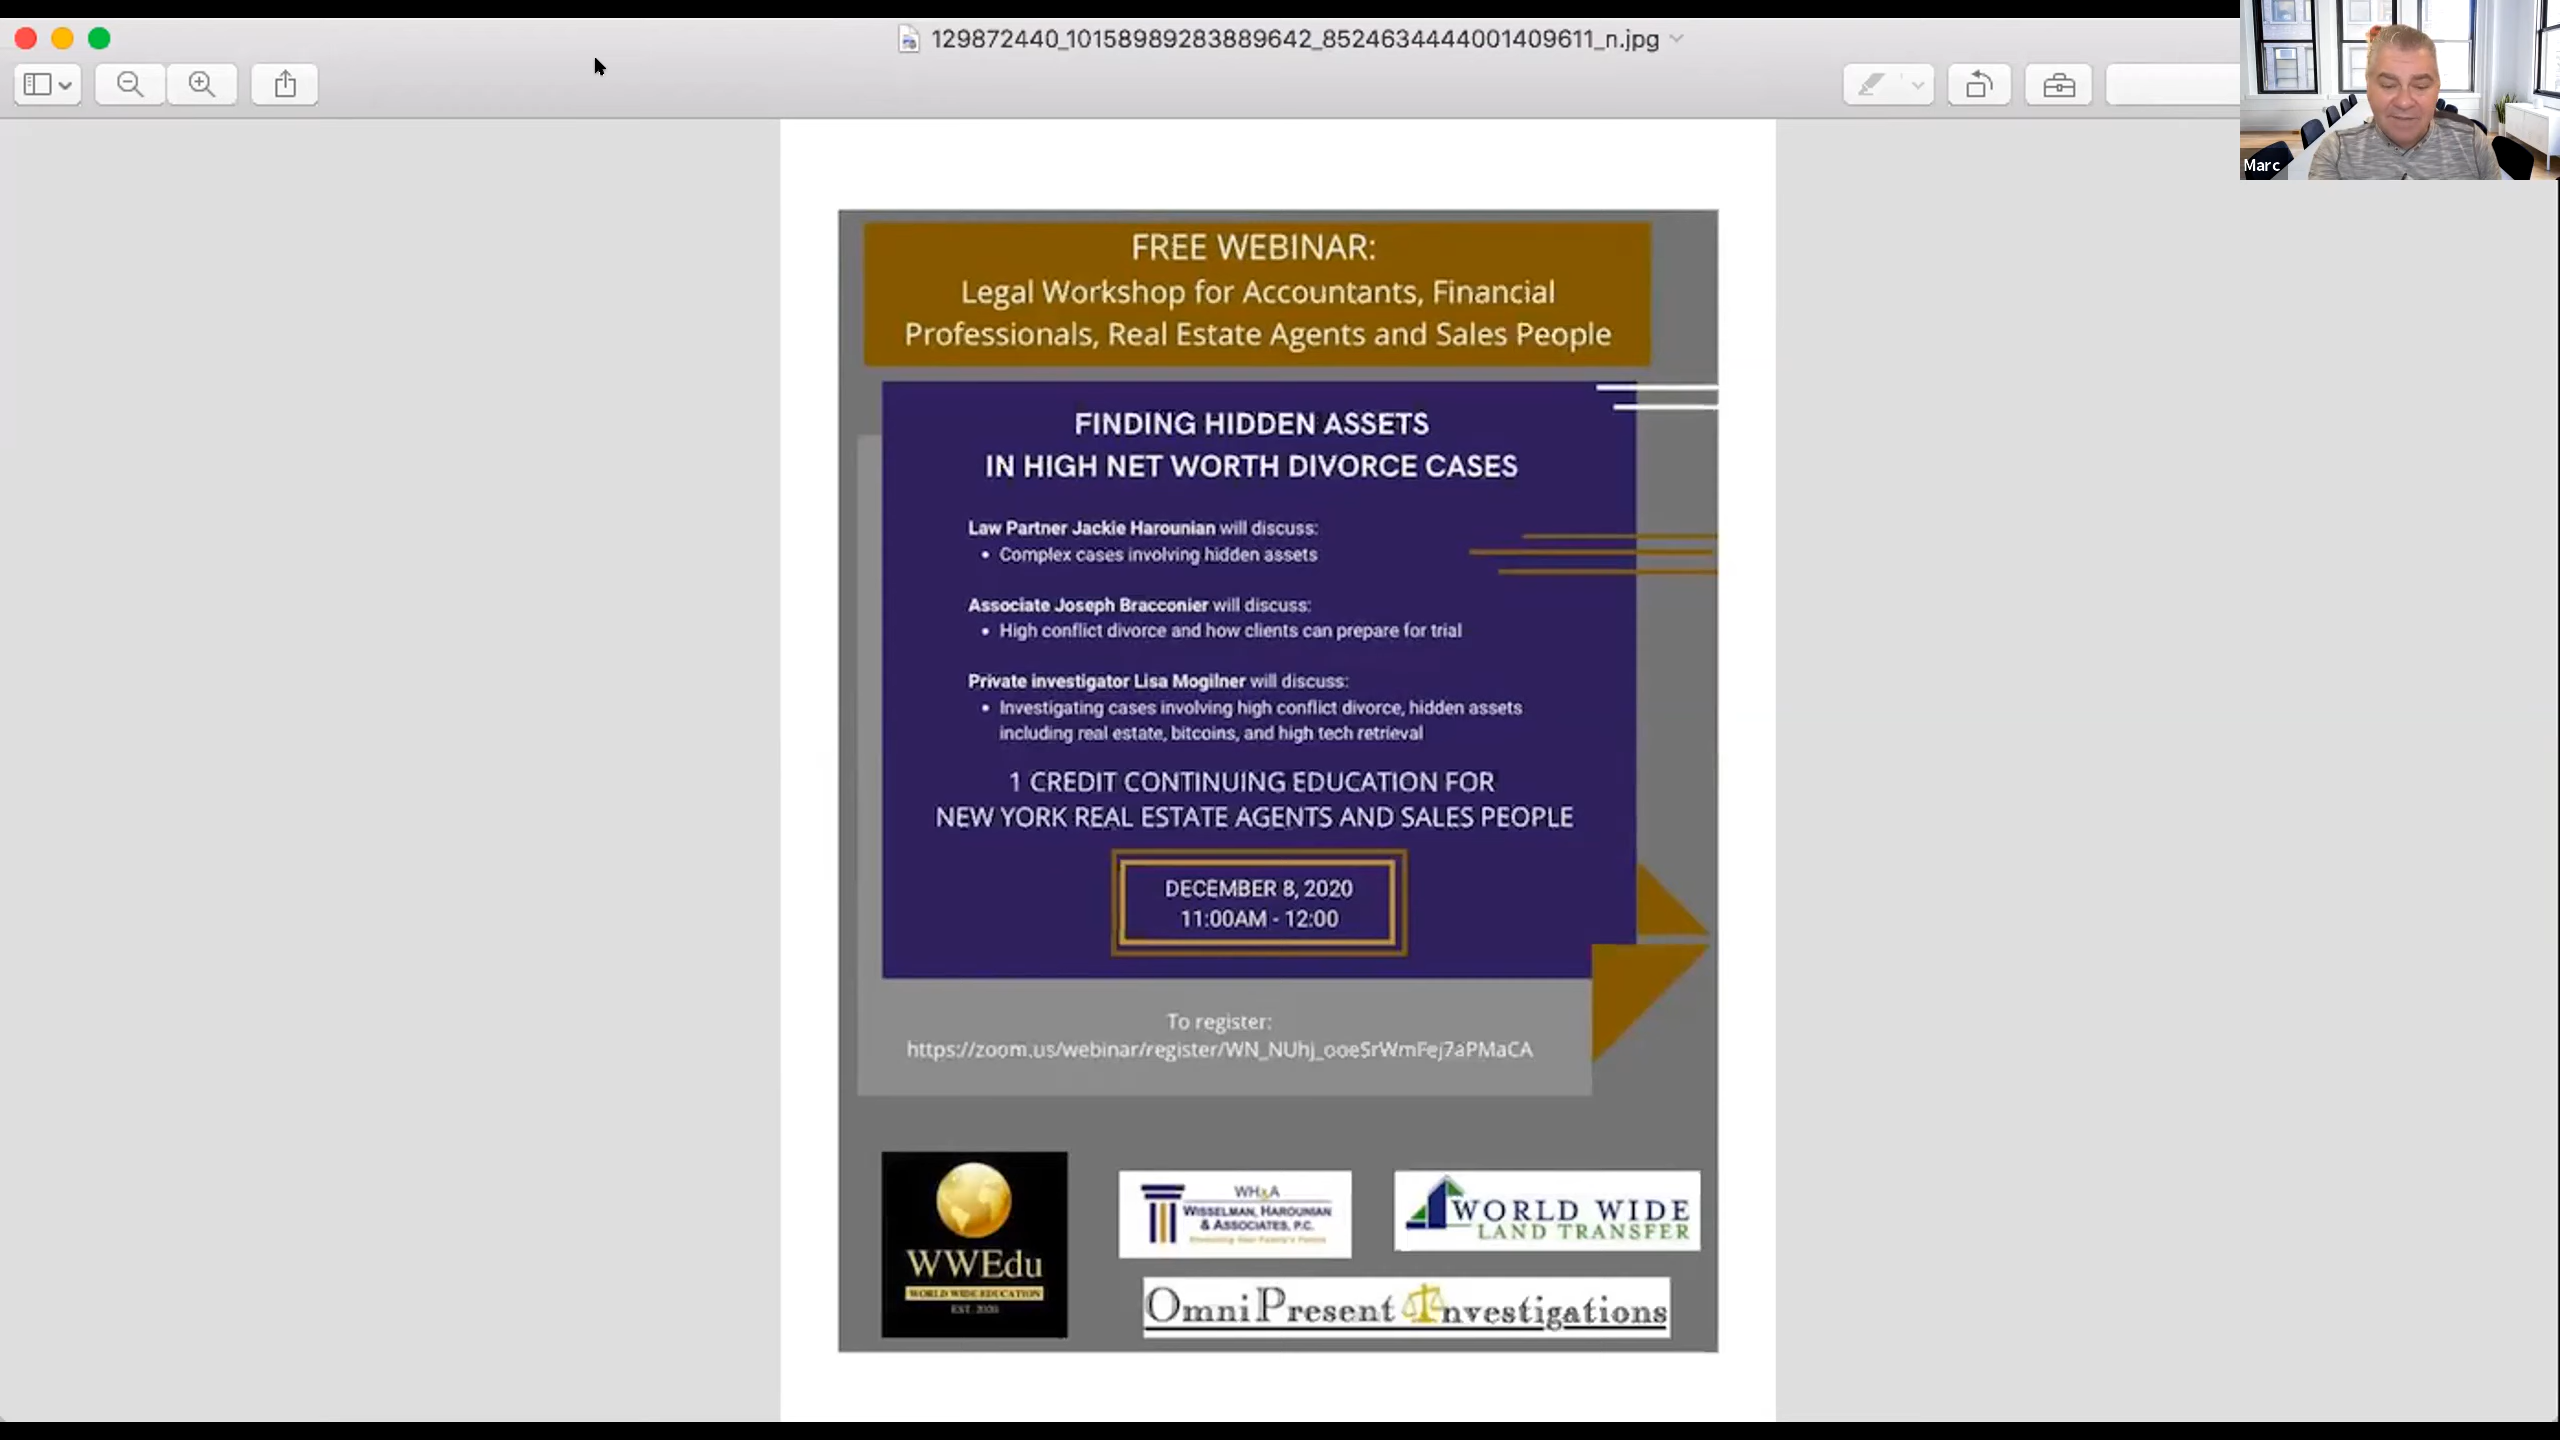 129872440_10158989283889642_8524634444001409611_n.jpg
Marc
FREE WEBINAR:
Legal Workshop for Accountants, Financial
Professionals, Real Estate Agents and Sales People
FINDING HIDDEN ASSETS
IN HIGH NET WORTH DIVORCE CASES
Law Partner Jackie Harounian will discuss:
• Complex cases involving hidden assets
Associate Joseph Bracconier will discuss:
• High conflict divorce and how clients can prepare for trial
Private investigator Lisa Mogilner will discuss:
• Investigating cases involving high conflict divorce, hidden assets
including real estate, bitcoins, and high tech retrieval
1 CREDIT CONTINUING EDUCATION FOR
NEW YORK REAL ESTATE AGENTS AND SALES PEOPLE
DECEMBER 8, 2020
11:00AM - 12:00
To register:
https://zoom.us/webinar/register/WN_NUhj_ooeSrWmFej7aPMaCA
WWEdu
WORLD WIDE EDUCATION
EST. 2020
WH&A
WISSELMAN, HAROUNIAN
& ASSOCIATES, P.C.
WORLD WIDE
LAND TRANSFER
OmniPresent Investigations